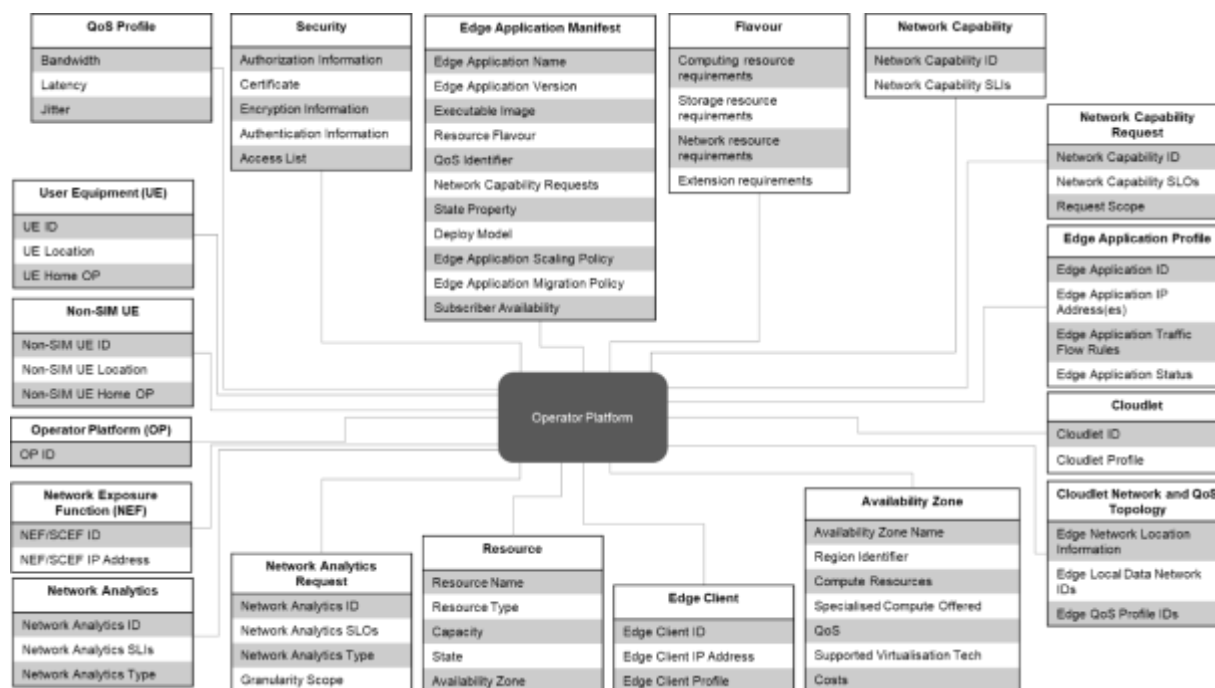 QoS Profile
Bandwidth
Latency
Jitter
Security
Authorization Information
Certificate
Encryption Information
Authentication Information
Access List
Edge Application Manifest
Edge Application Name
Edge Application Version
Executable Image
Resource Flavour
QoS Identifier
Network Capability Requests
State Property
Deploy Model
Edge Application Scaling Policy
Edge Application Migration Policy
Subscriber Availability
Flavour
Computing resource
requirements
Storage resource
requirements
Network resource
requirements
Extension requirements
Network Capability
Network Capability ID
Network Capability SLIs
Network Capability
Request
Network Capability ID
Network Capability SLOs
Request Scope
User Equipment (UE)
UE ID
UE Location
UE Home OP
Edge Application Profile
Edge Application ID
Edge Application IP
Address(es)
Edge Application Traffic
Flow Rules
Edge Application Status
Non-SIM UE
Non-SIM UE ID
Non-SIM UE Location
Non-SIM UE Home OP
Operator Platform
Cloudlet
Cloudlet ID
Cloudlet Profile
Operator Platform (OP)
OP ID
Network Exposure
Function (NEF)
NEF/SCEF ID
NEF/SCEF IP Address
Cloudlet Network and QoS
Topology
Edge Network Location
Information
Edge Local Data Network
IDs
Edge QoS Profile IDs
Network Analytics
Network Analytics ID
Network Analytics SLIs
Network Analytics Type
Network Analytics
Request
Network Analytics ID
Network Analytics SLOs
Network Analytics Type
Granularity Scope
Resource
Resource Name
Resource Type
Capacity
State
Availability Zone
Edge Client
Edge Client ID
Edge Client IP Address
Edge Client Profile
Availability Zone
Availability Zone Name
Region Identifier
Compute Resources
Specialised Compute Offered
QoS
Supported Virtualisation Tech
Costs